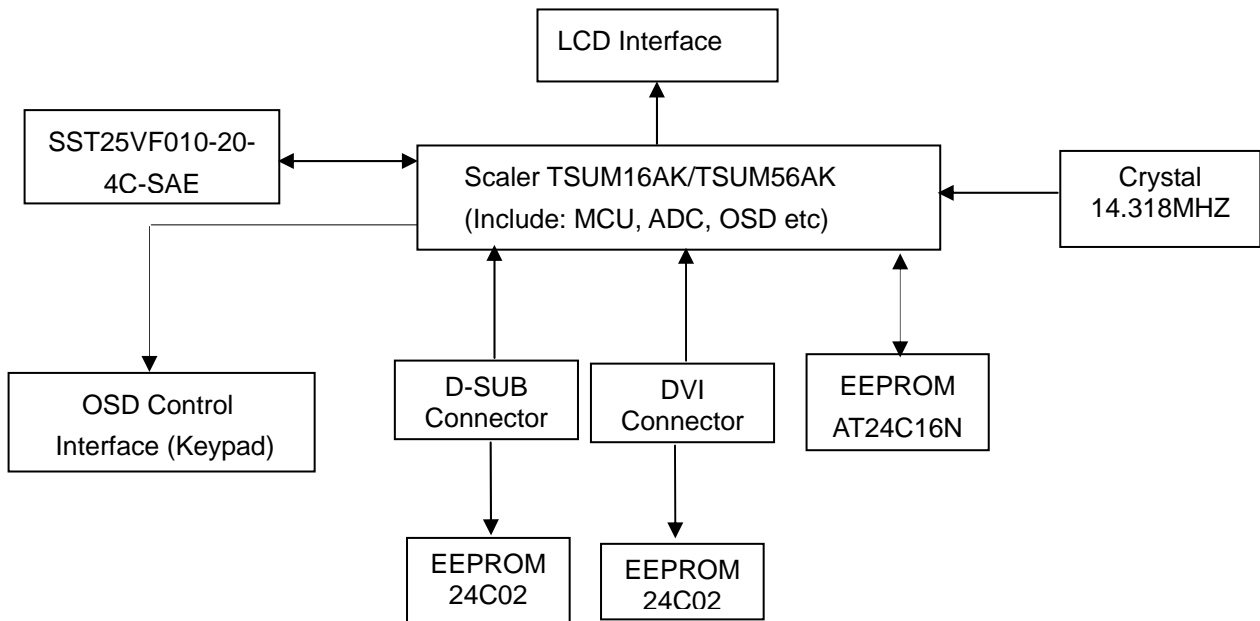 LCD Interface
SST25VF010-20-
4C-SAE
Scaler TSUM16AK/TSUM56AK
(Include: MCU, ADC, OSD etc)
Crystal
14.318MHZ
OSD Control
Interface (Keypad)
D-SUB
Connector
DVI
Connector
EEPROM
AT24C16N
EEPROM
24C02
EEPROM
24C02